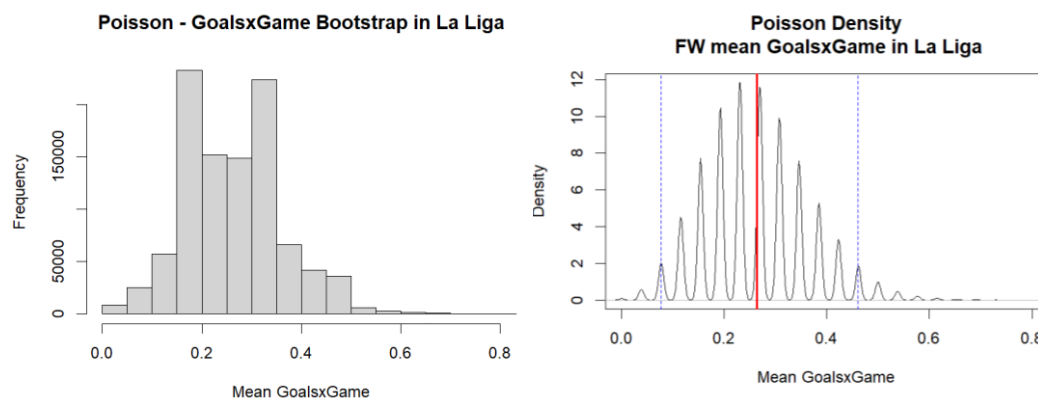 Poisson - GoalsxGame Bootstrap in La Liga
Frequency
0
50000
150000
0.0 0.2 0.4 0.6 0.8
Mean GoalsxGame
Poisson Density
FW mean GoalsxGame in La Liga
Density
12
10
8
6
4
2
0
0.0 0.2 0.4 0.6 0.8
Mean GoalsxGame